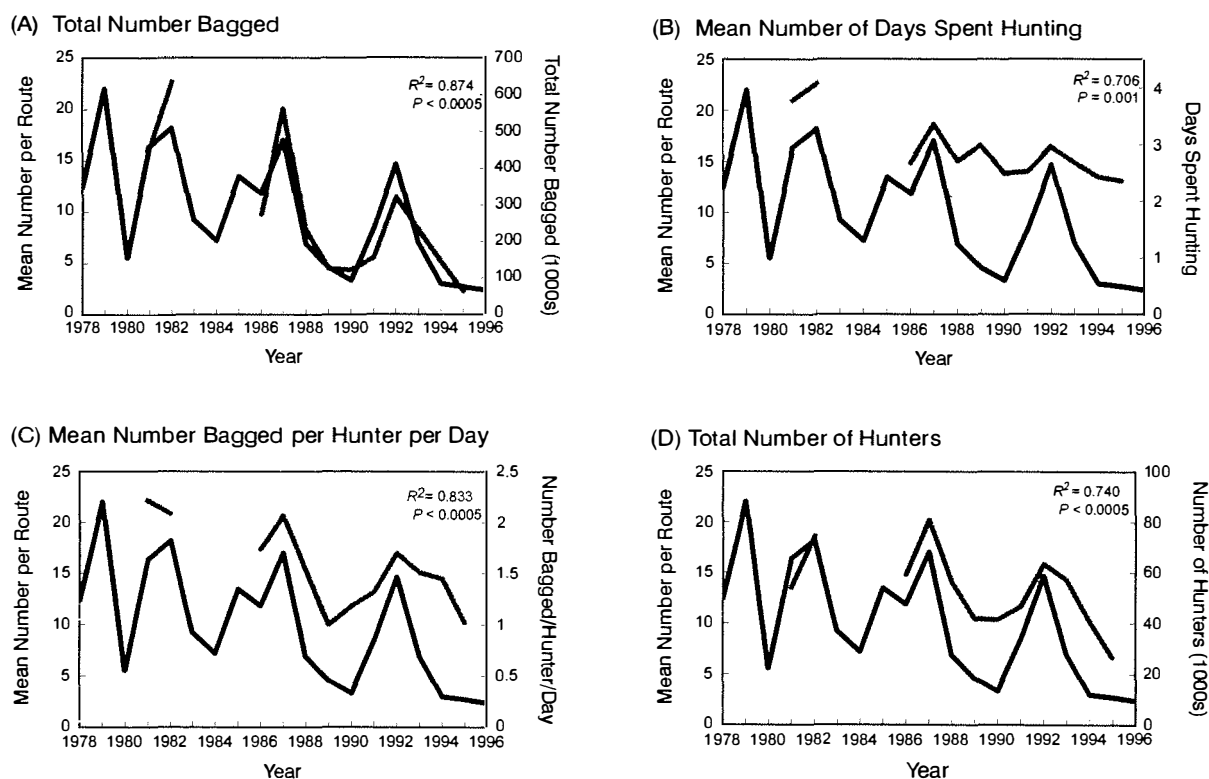 (A) Total Number Bagged
25
20
15
10
5
0
Mean Number per Route
700
600
500
400
300
200
100
0
Total Number Bagged (1000s)
R² = 0.874
P < 0.0005
1978 1980 1982 1984 1986 1988 1990 1992 1994 1996
Year
(B) Mean Number of Days Spent Hunting
25
20
15
10
5
0
Mean Number per Route
4
3
2
1
0
Days Spent Hunting
R² = 0.706
P = 0.001
1978 1980 1982 1984 1986 1988 1990 1992 1994 1996
Year
(C) Mean Number Bagged per Hunter per Day
25
20
15
10
5
0
Mean Number per Route
2.5
2
1.5
1
0.5
0
Number Bagged/Hunter/Day
R² = 0.833
P < 0.0005
1978 1980 1982 1984 1986 1988 1990 1992 1994 1996
Year
(D) Total Number of Hunters
25
20
15
10
5
0
Mean Number per Route
100
80
60
40
20
0
Number of Hunters (1000s)
R² = 0.740
P < 0.0005
1978 1980 1982 1984 1986 1988 1990 1992 1994 1996
Year